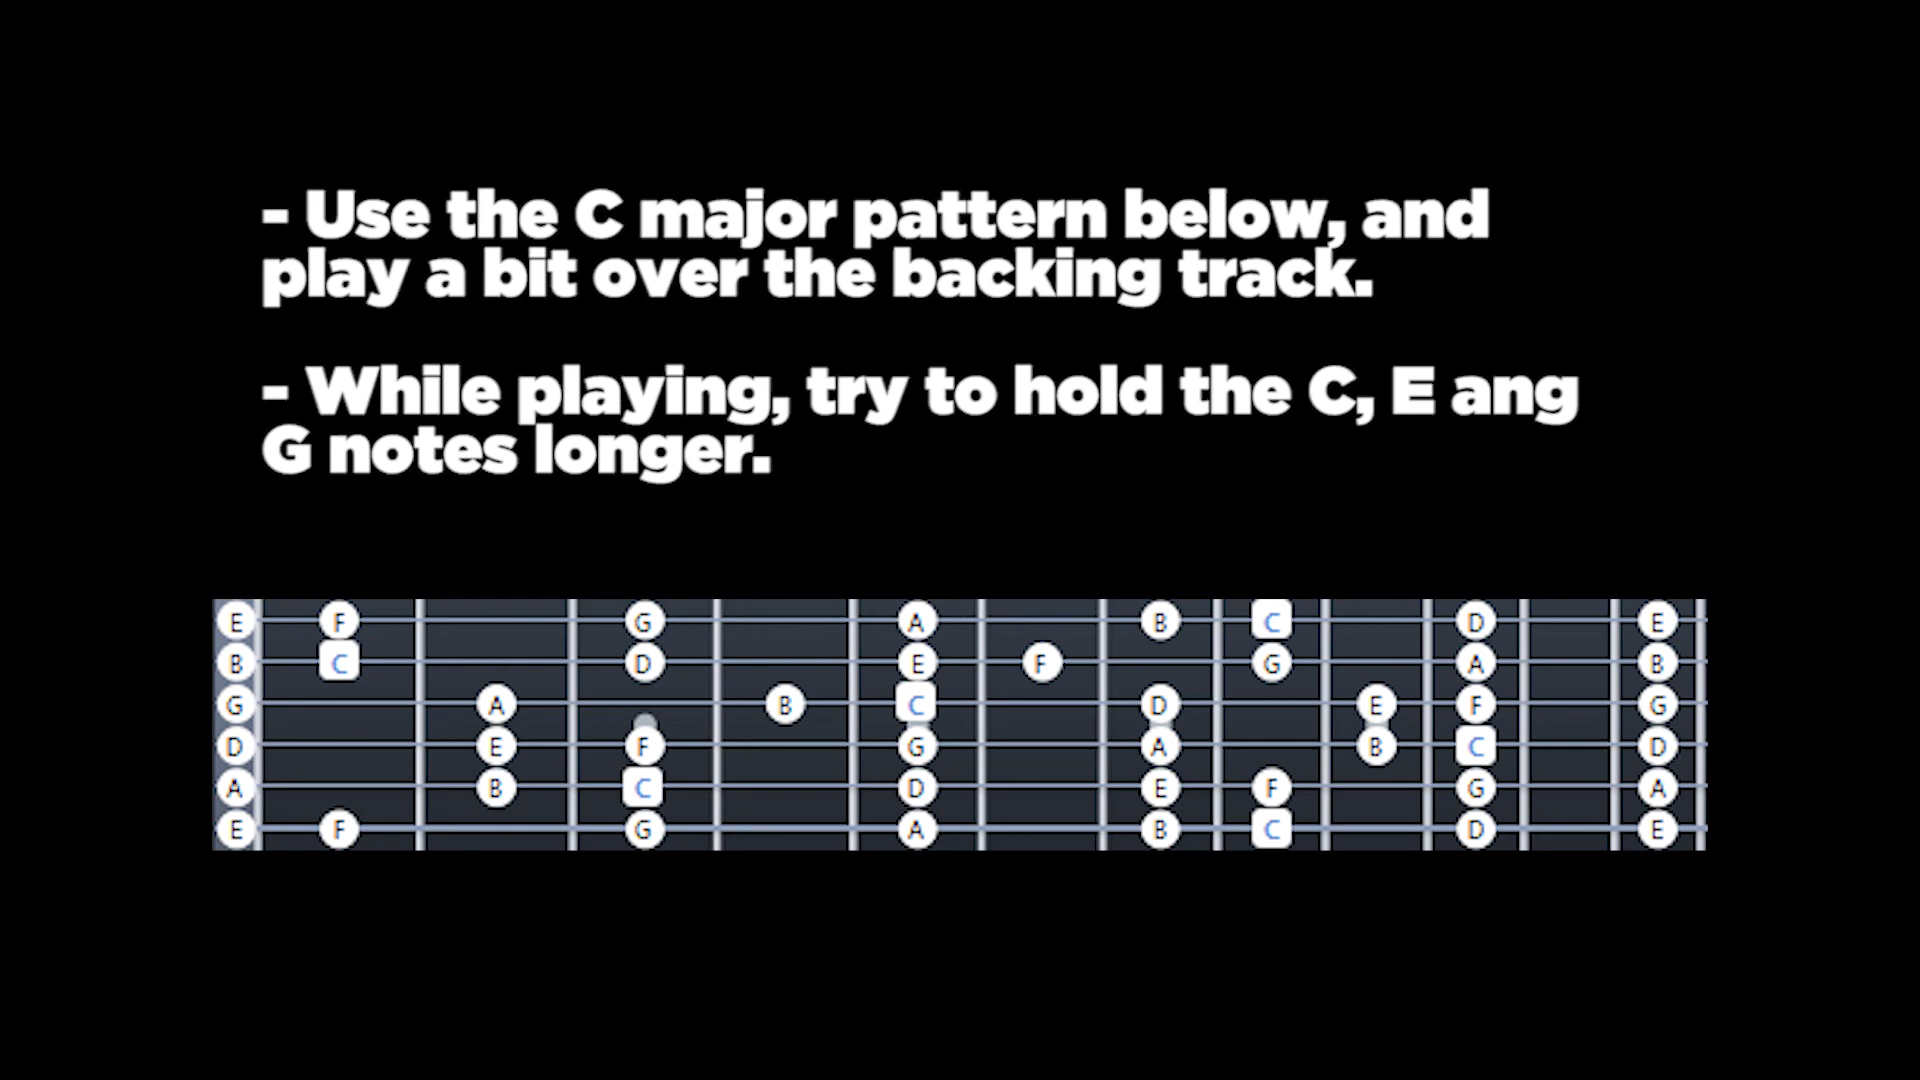 - Use the C major pattern below, and
play a bit over the backing track.
- While playing, try to hold the C, E ang
G notes longer.
E F G A B C D E
B C D E F G A B
G A B C D E F G
D E F G A B C D
A B C D E F G A
E F G A B C D E